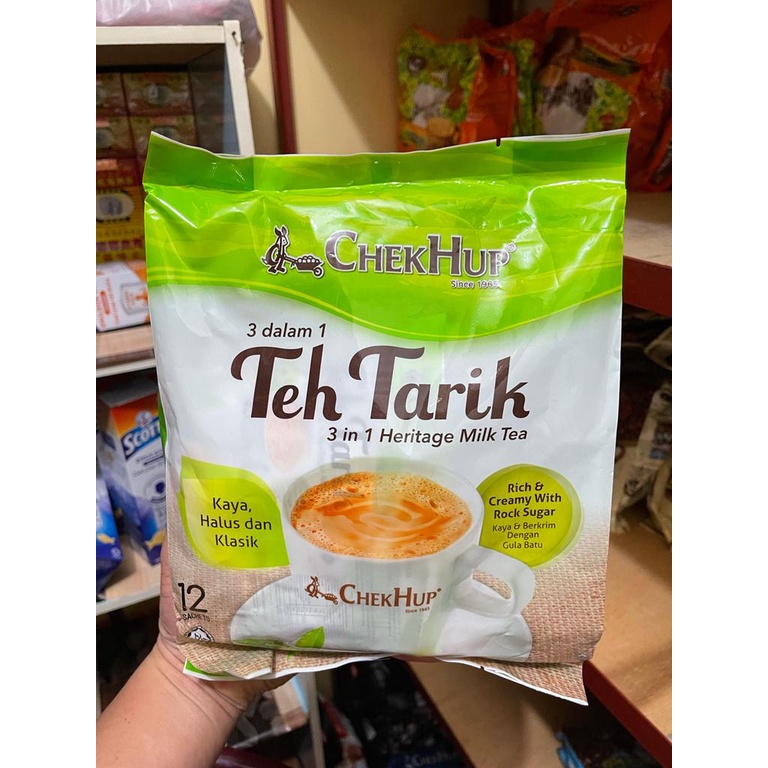 CHEKHUP®
Since 1965
3 dalam 1
Teh Tarik
3 in 1 Heritage Milk Tea
Kaya,
Halus dan
Klasik
Rich &
Creamy With
Rock Sugar
Kaya & Berkrim
Dengan
Gula Batu
CHEKHUP®
Since 1965
12
SACHETS
Scott